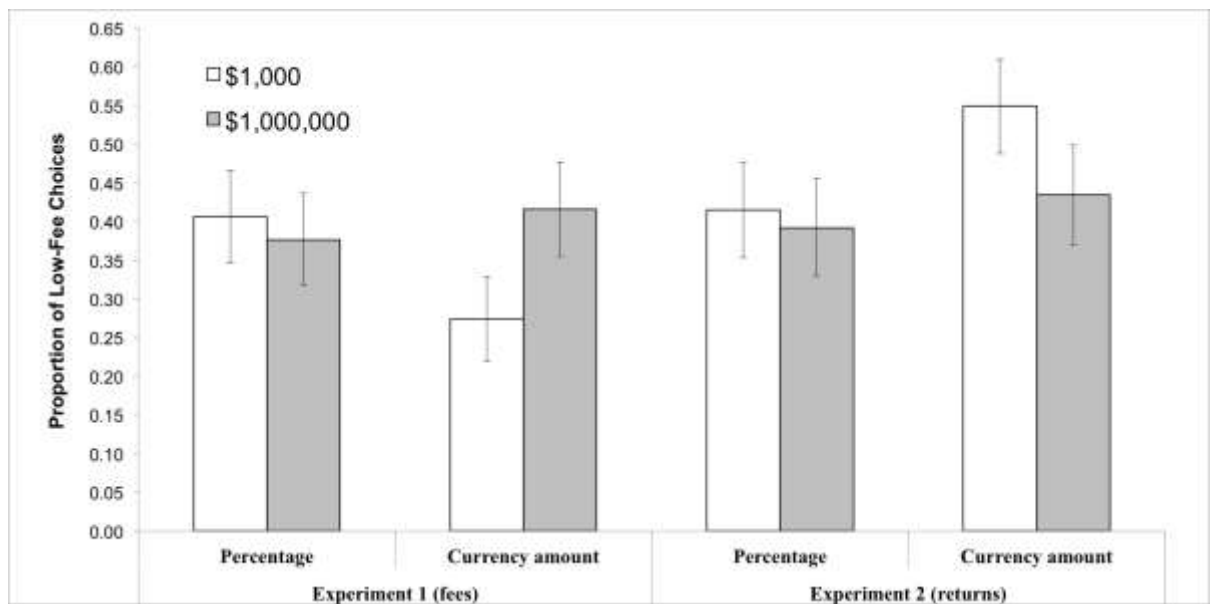 0.65
0.60
0.55
0.50
0.45
0.40
0.35
0.30
0.25
0.20
0.15
0.10
0.05
0.00
Proportion of Low-Fee Choices
$1,000
$1,000,000
Percentage
Currency amount
Percentage
Currency amount
Experiment 1 (fees)
Experiment 2 (returns)